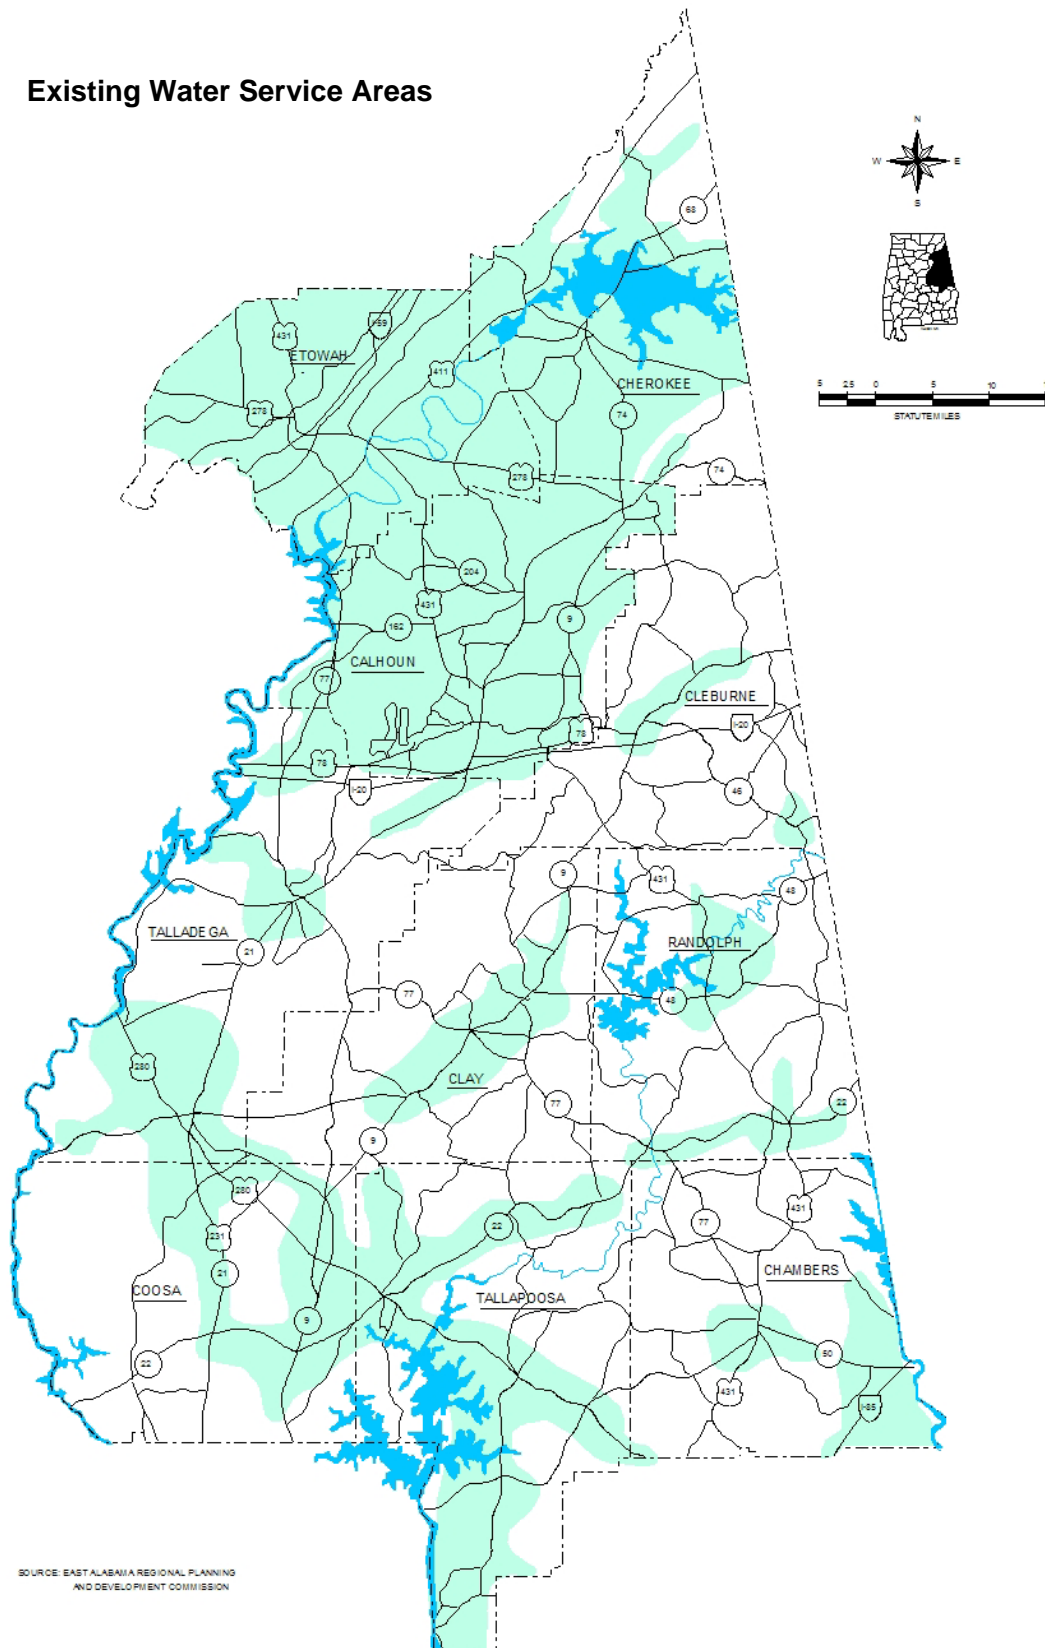 Existing Water Service Areas
N
W E
S
68
I-59
431
ETOWAH
411
CHEROKEE
5 2.5 0 5 10
STATUTE MILES
278
74
74
278
204
431
9
162
CALHOUN
77
CLEBURNE
I-20
78
78
I-20
46
9
431
48
TALLADEGA
RANDOLPH
21
77
48
280
CLAY
77
22
9
280
431
22
77
231
21
CHAMBERS
COOSA
TALLAPOOSA
9
50
22
431
I-85
SOURCE: EAST ALABAMA REGIONAL PLANNING
AND DEVELOPMENT COMMISSION